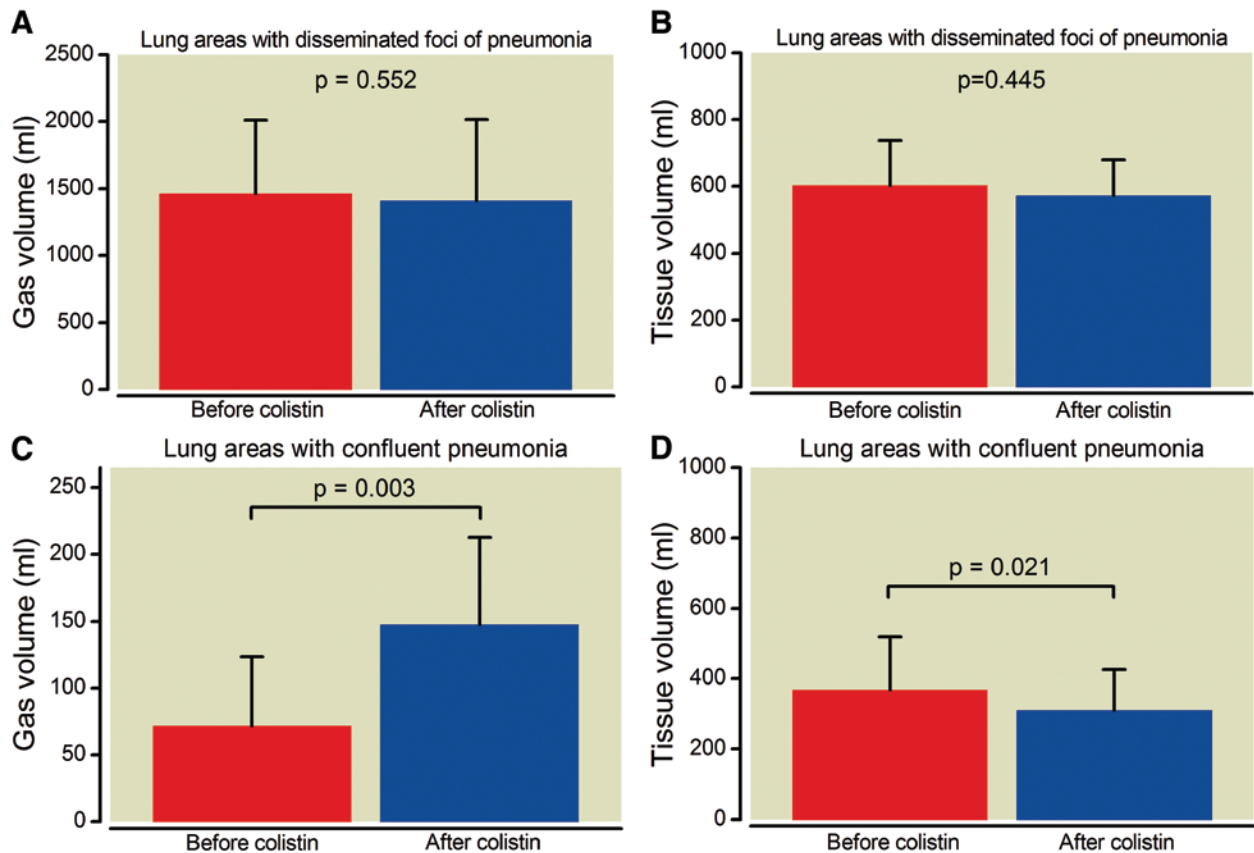 A
Lung areas with disseminated foci of pneumonia
p = 0.552
Gas volume (ml)
2500
2000
1500
1000
500
0
Before colistin After colistin
B
Lung areas with disseminated foci of pneumonia
p=0.445
Tissue volume (ml)
1000
800
600
400
200
0
Before colistin After colistin
C
Lung areas with confluent pneumonia
p = 0.003
Gas volume (ml)
250
200
150
100
50
0
Before colistin After colistin
D
Lung areas with confluent pneumonia
p = 0.021
Tissue volume (ml)
1000
800
600
400
200
0
Before colistin After colistin